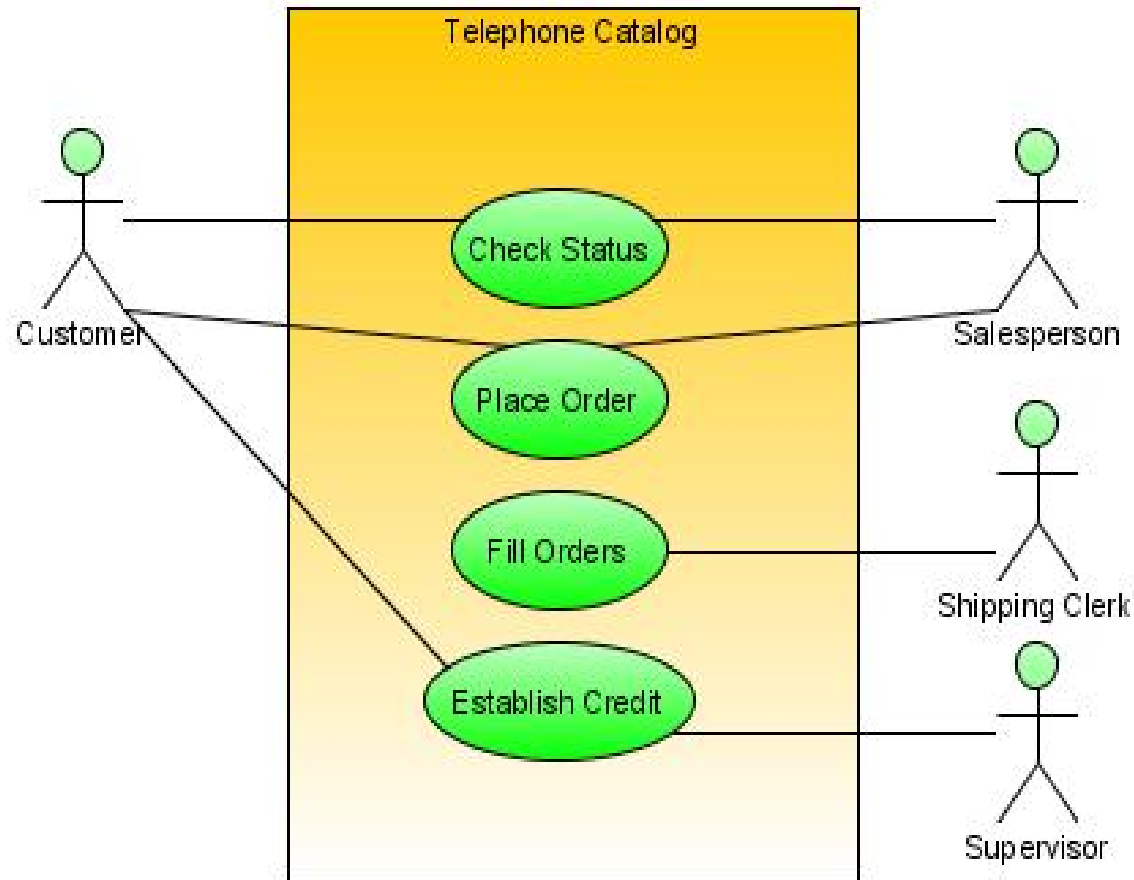 Telephone Catalog
Check Status
Customer
Salesperson
Place Order
Fill Orders
Shipping Clerk
Establish Credit
Supervisor